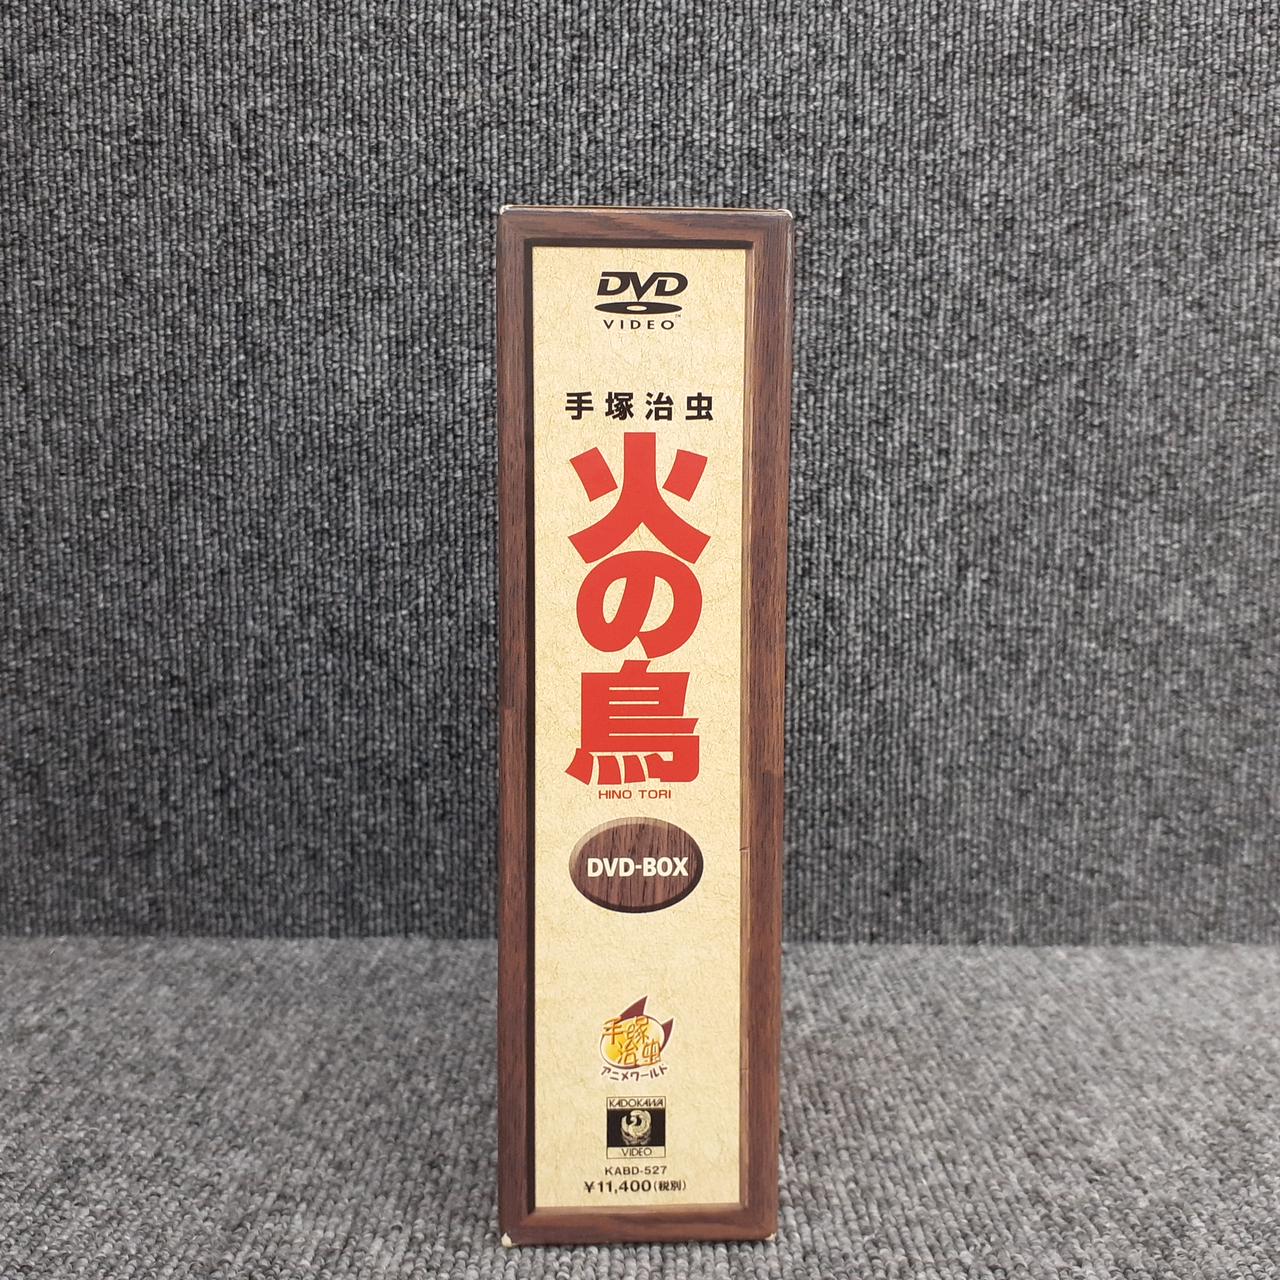 DVD
VIDEO™
手塚治虫
火の鳥
HINO TORI
DVD-BOX
手塚
治虫
アニメワールド
KADOKAWA
VIDEO
KABD-527
¥11,400(税別)